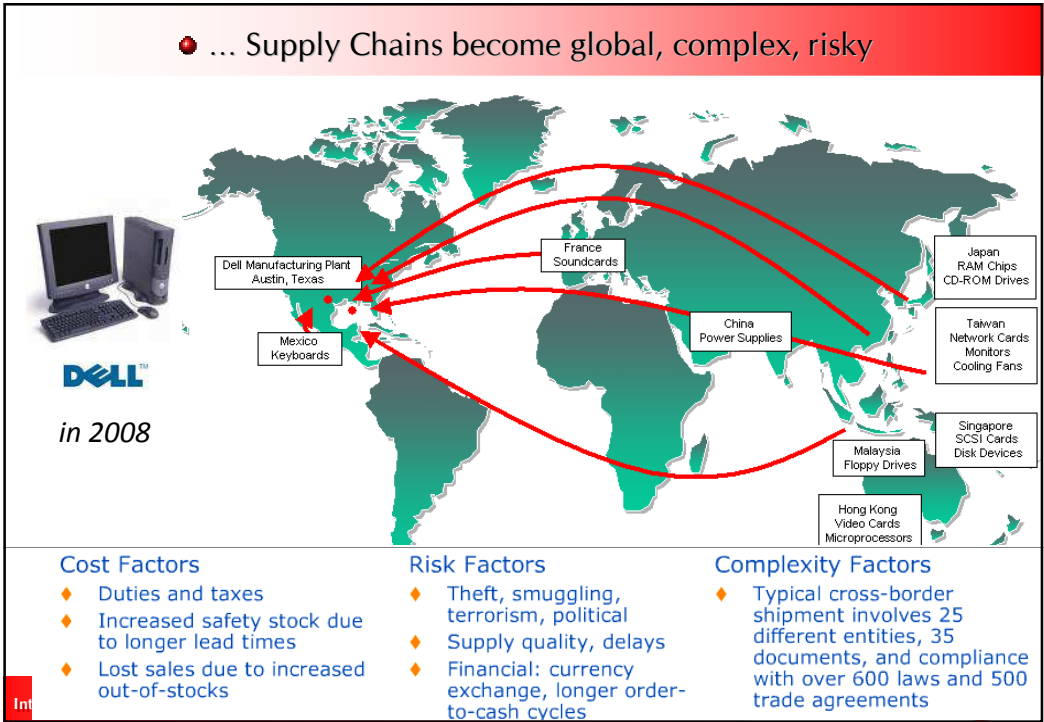 ... Supply Chains become global, complex, risky
Dell Manufacturing Plant
Austin, Texas
France
Soundcards
Japan
RAM Chips
CD-ROM Drives
Mexico
Keyboards
China
Power Supplies
Taiwan
Network Cards
Monitors
Cooling Fans
DELL™
in 2008
Singapore
SCSI Cards
Disk Devices
Malaysia
Floppy Drives
Hong Kong
Video Cards
Microprocessors
Cost Factors
Duties and taxes
Increased safety stock due
to longer lead times
Lost sales due to increased
out-of-stocks
Risk Factors
Theft, smuggling,
terrorism, political
Supply quality, delays
Financial: currency
exchange, longer order-
to-cash cycles
Complexity Factors
Typical cross-border
shipment involves 25
different entities, 35
documents, and compliance
with over 600 laws and 500
trade agreements
Int